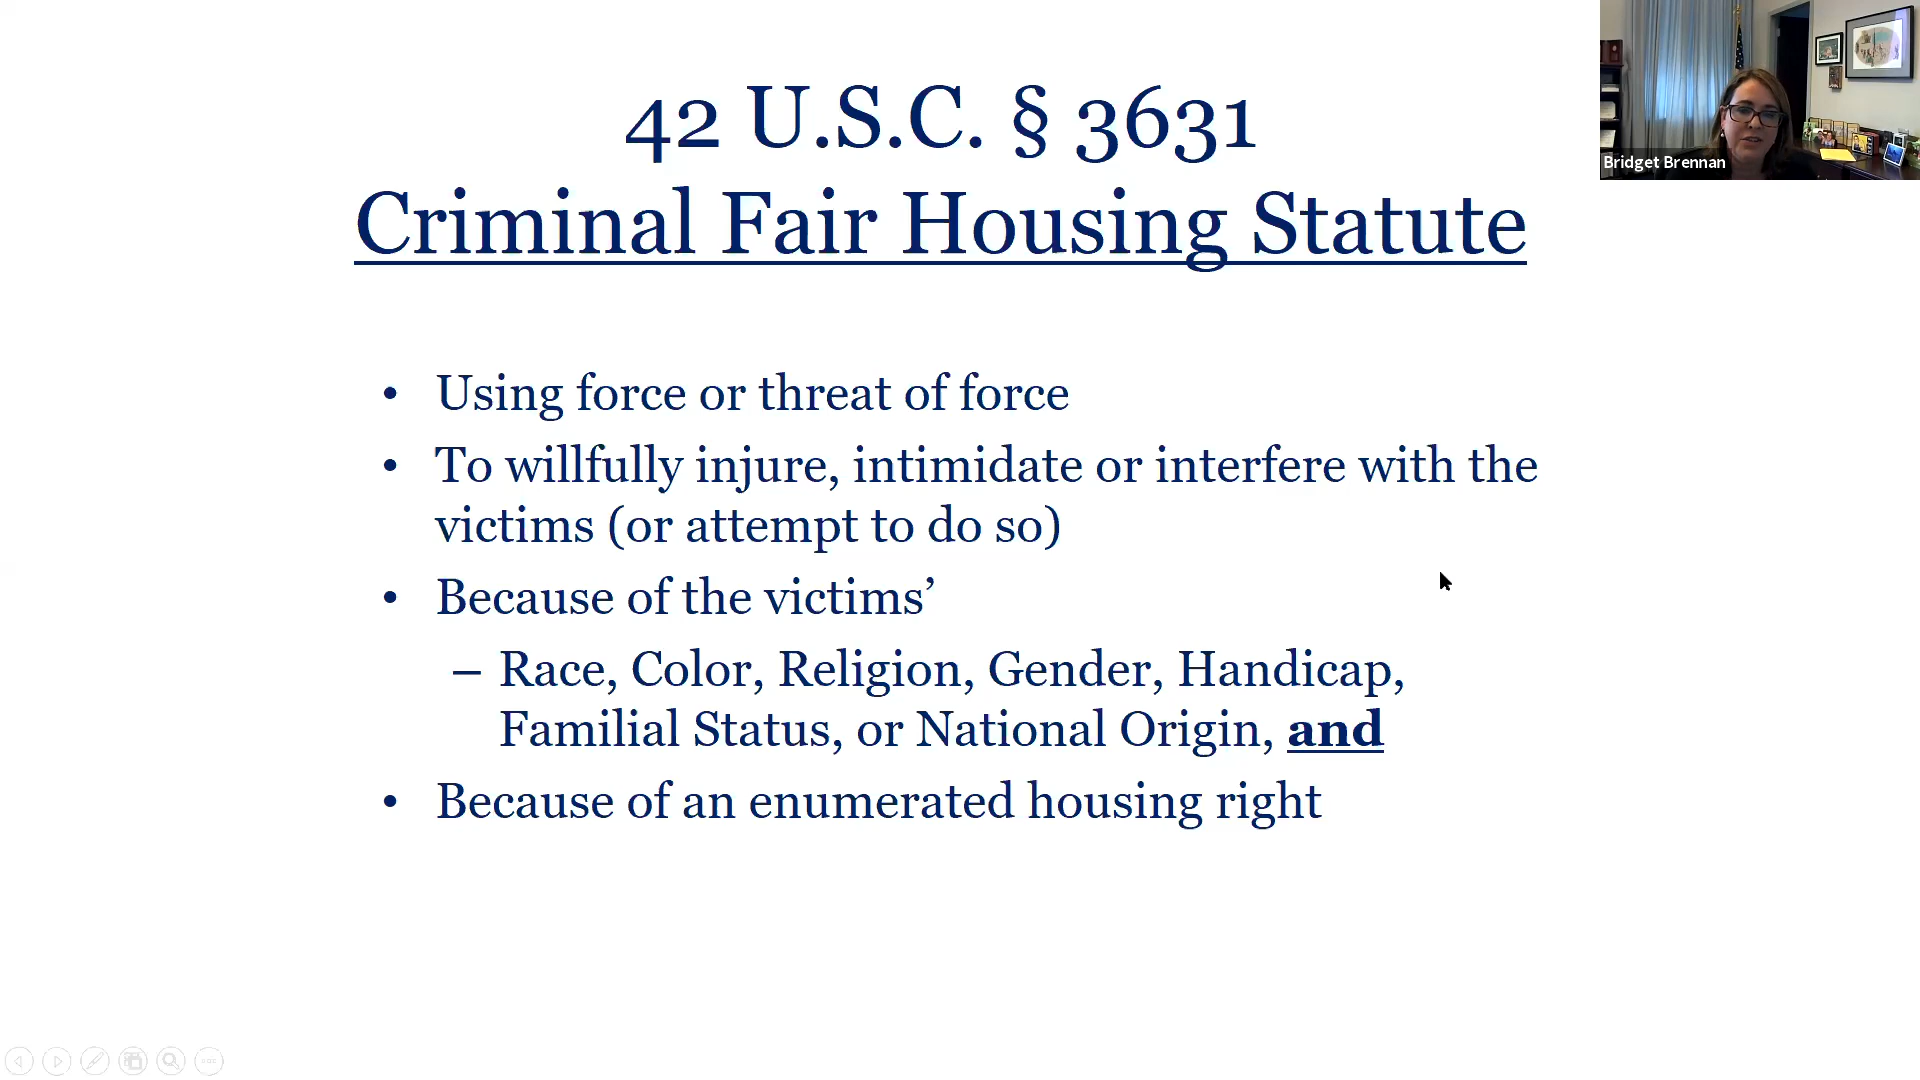 42 U.S.C. § 3631
Criminal Fair Housing Statute
• Using force or threat of force
• To willfully injure, intimidate or interfere with the
victims (or attempt to do so)
• Because of the victims’
– Race, Color, Religion, Gender, Handicap,
Familial Status, or National Origin, and
• Because of an enumerated housing right
Bridget Brennan